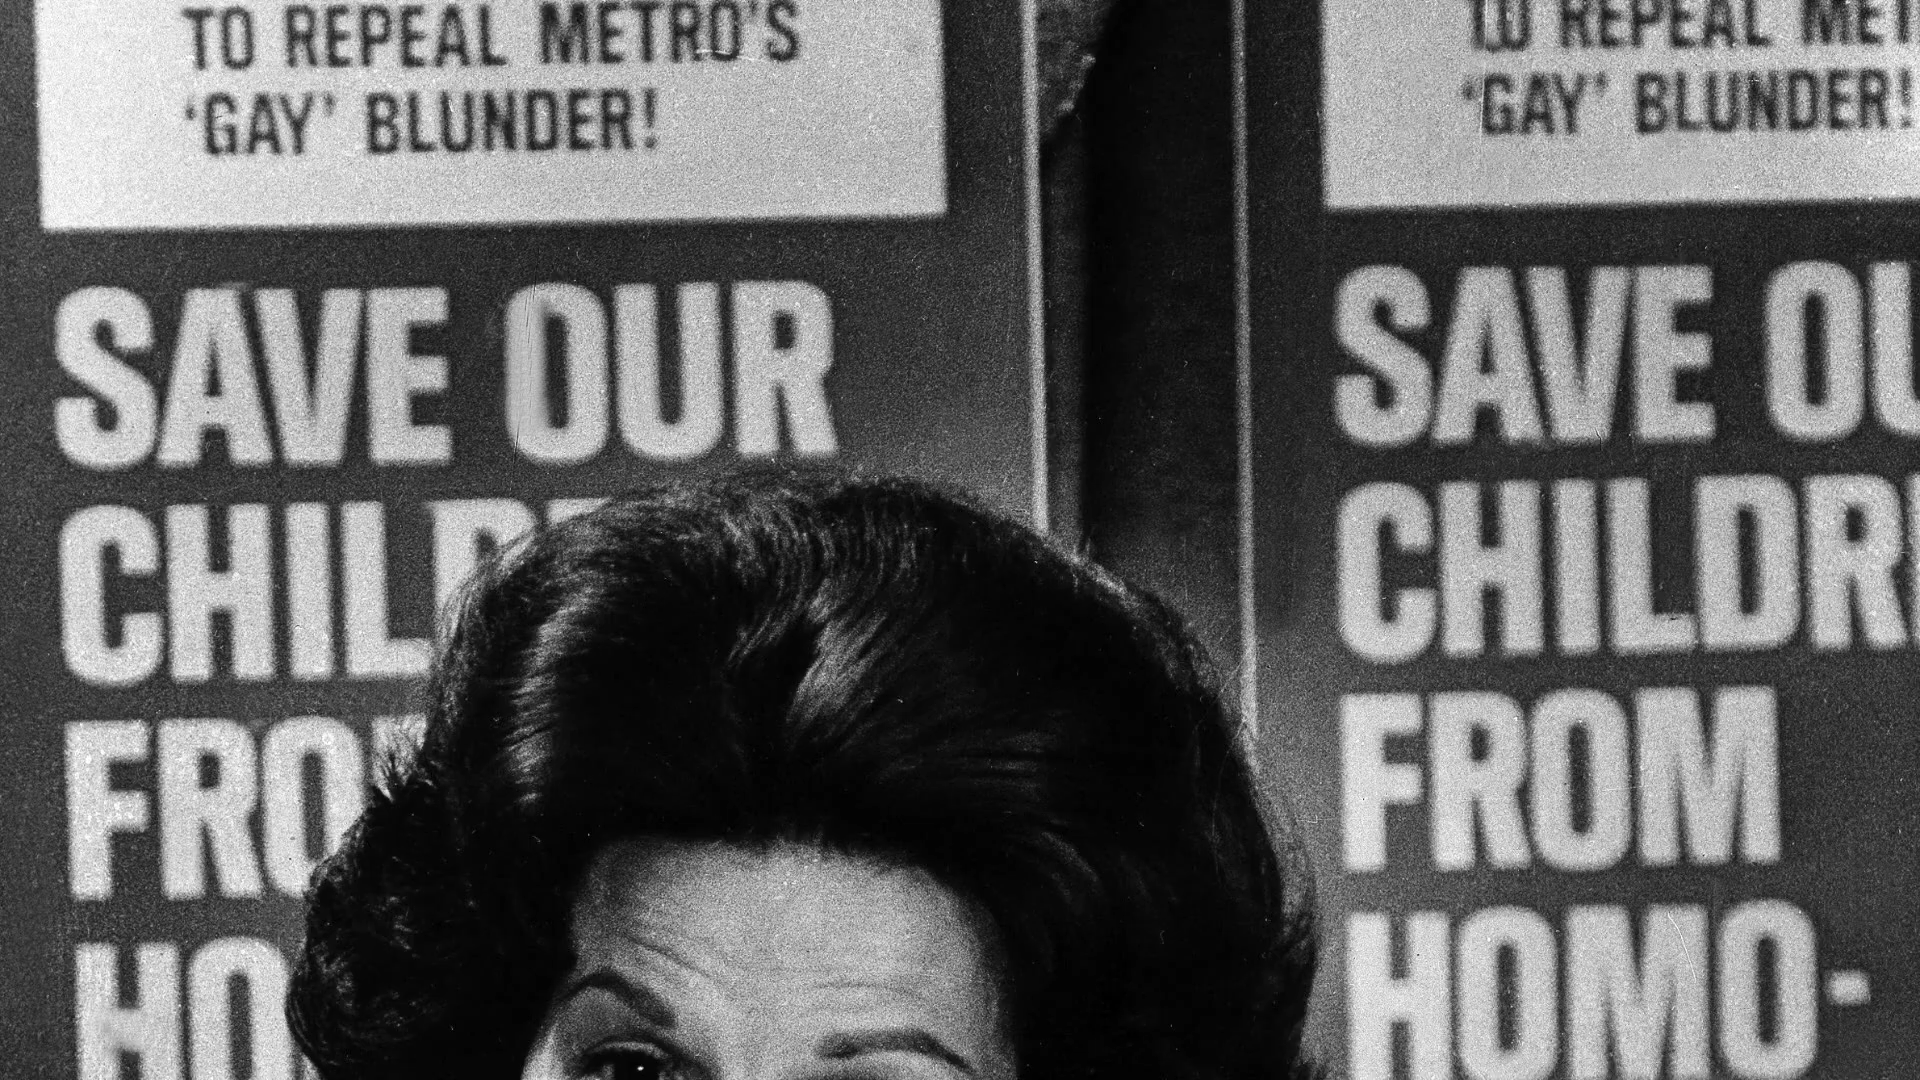 TO REPEAL METRO'S
'GAY' BLUNDER!
SAVE OUR
CHILD
FRO
HO
TO REPEAL MET
'GAY' BLUNDER!
SAVE OU
CHILDR
FROM
HOMO-